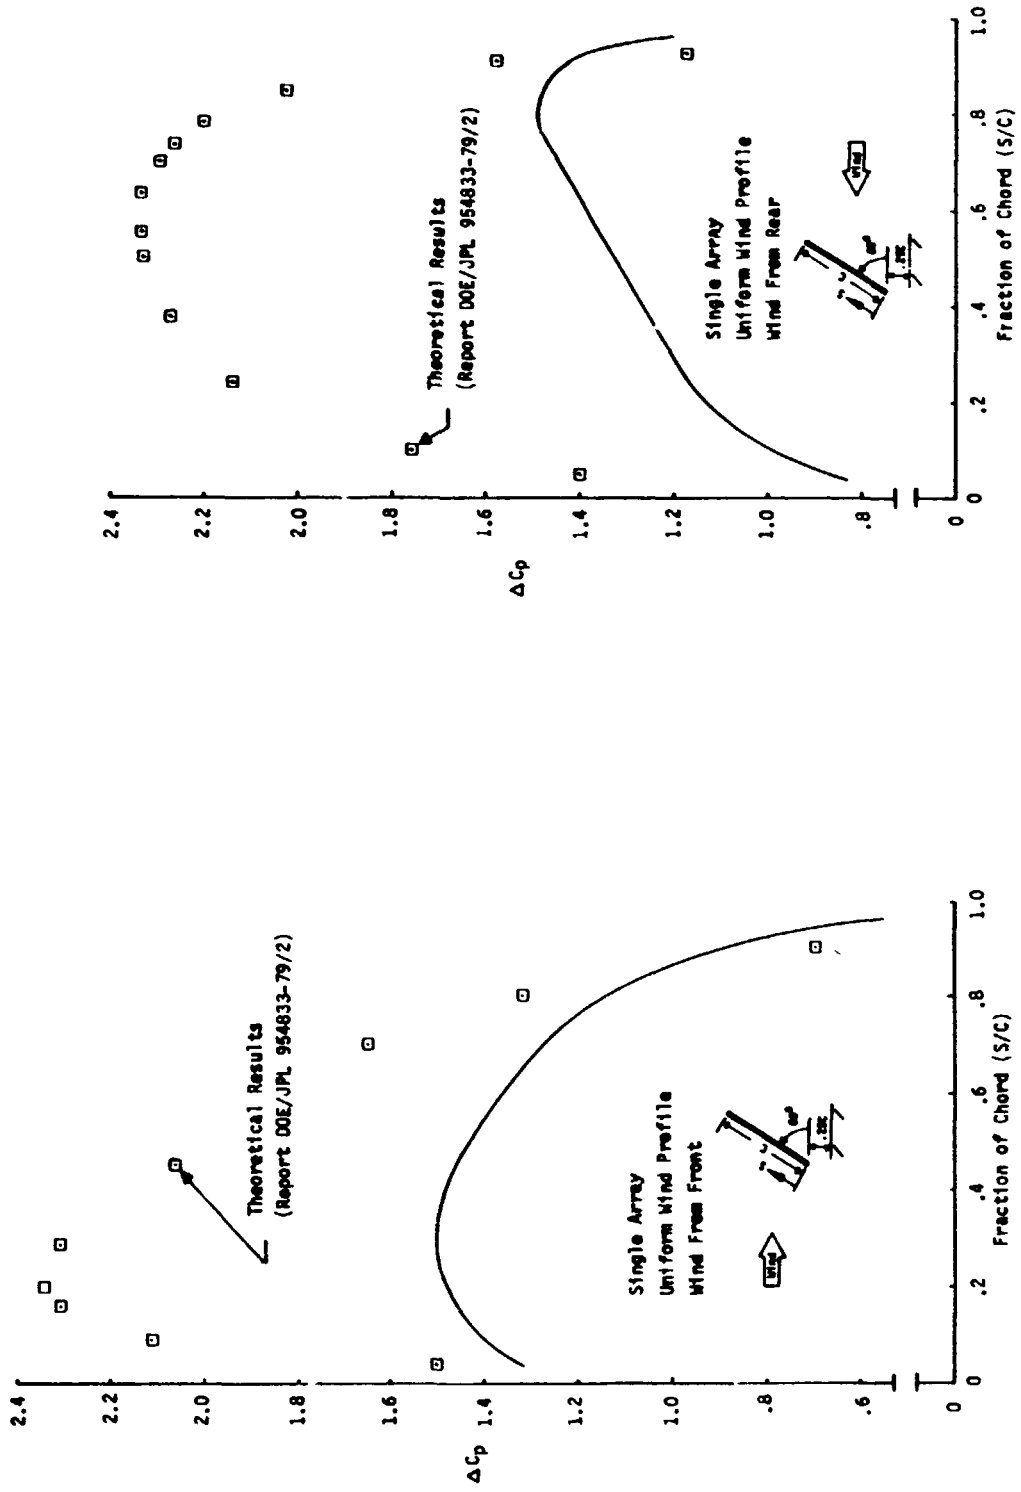 2.4
2.2
2.0
1.8
1.6
1.4
1.2
1.0
.8
.6
0
ΔCp
Theoretical Results
(Report DOE/JPL 954833-79/2)
Single Array
Uniform Wind Profile
Wind From Front
Wind
S
C
60°
.25C
0
.2
.4
.6
.8
1.0
Fraction of Chord (S/C)
2.4
2.2
2.0
1.8
1.6
1.4
1.2
1.0
.8
0
ΔCp
Theoretical Results
(Report DOE/JPL 954833-79/2)
Single Array
Uniform Wind Profile
Wind From Rear
Wind
S
C
60°
.25C
0
.2
.4
.6
.8
1.0
Fraction of Chord (S/C)